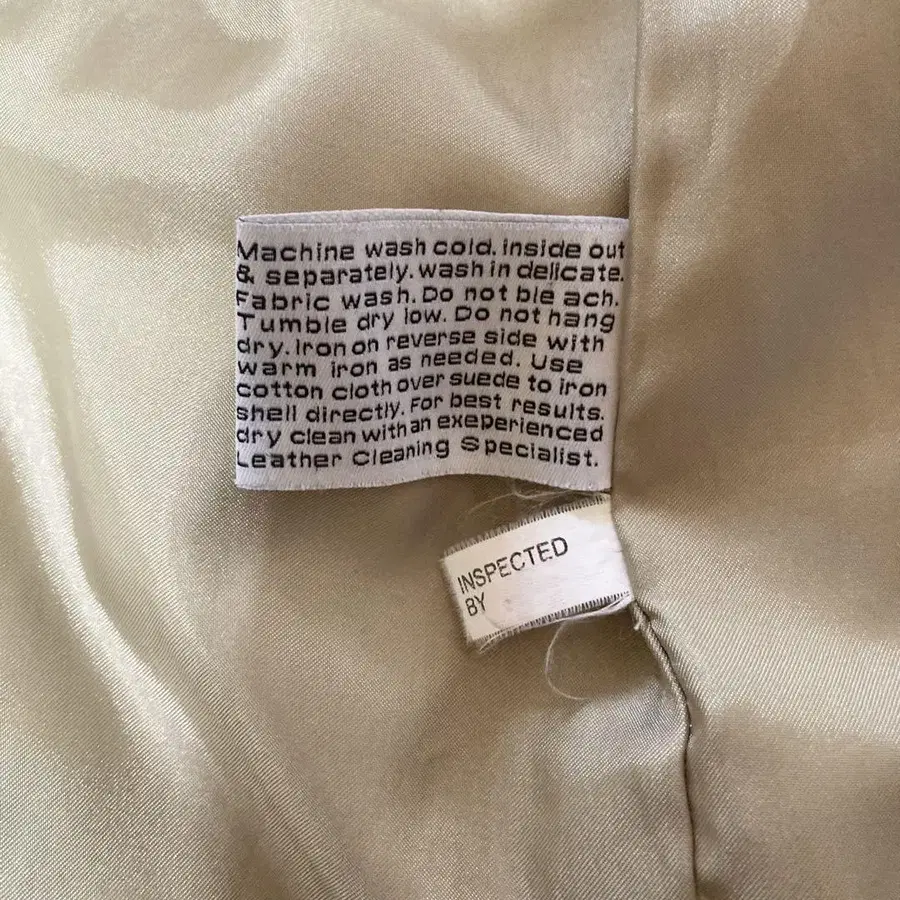 Machine wash cold. inside out
& separately. wash in delicate.
Fabric wash. Do not ble ach.
Tumble dry low. Do not hang
dry. Iron on reverse side with
warm iron as needed. Use
cotton cloth over suede to iron
shell directly. For best results.
dry clean with an exeperienced
Leather Cleaning Specialist.
INSPECTED
BY